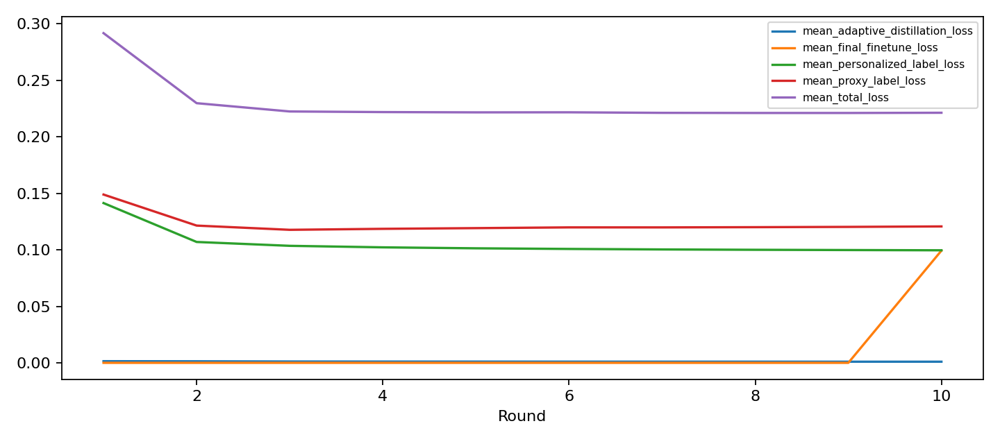 0.30
0.25
0.20
0.15
0.10
0.05
0.00
mean_adaptive_distillation_loss
mean_final_finetune_loss
mean_personalized_label_loss
mean_proxy_label_loss
mean_total_loss
2 4 6 8 10
Round